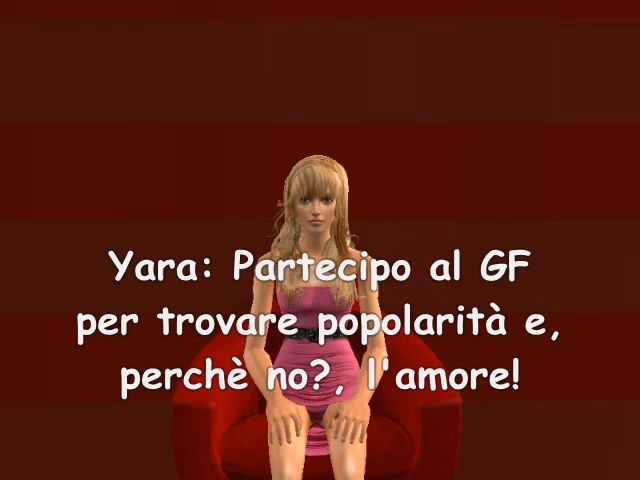 Yara: Partecipo al GF
per trovare popolarità e,
perchè no?, l'amore!